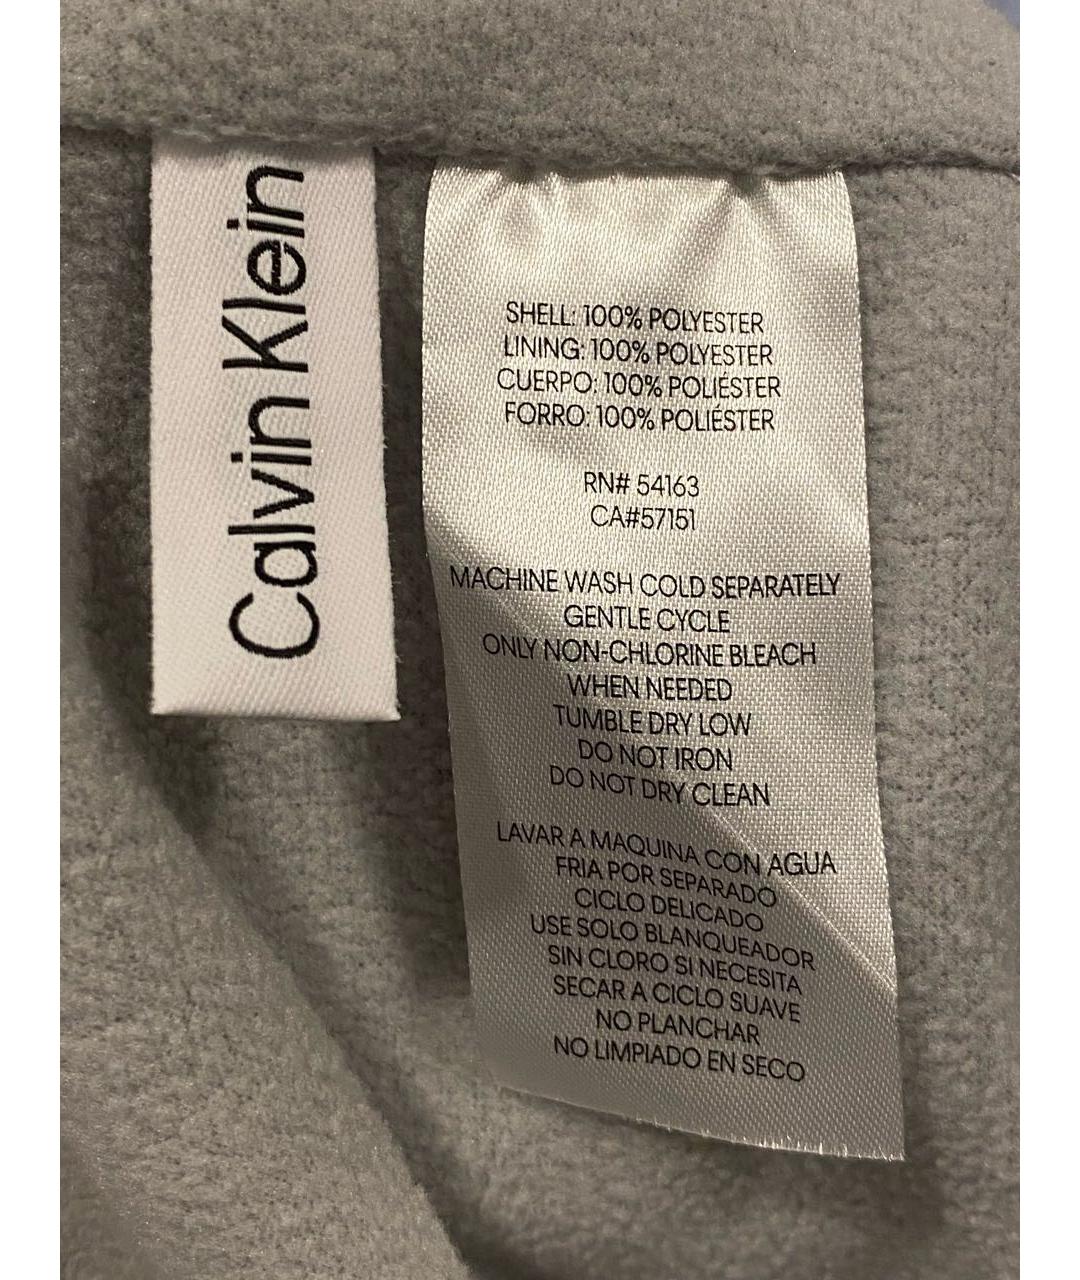 Calvin Klein
SHELL: 100% POLYESTER
LINING: 100% POLYESTER
CUERPO: 100% POLIÉSTER
FORRO: 100% POLIÉSTER
RN# 54163
CA#57151
MACHINE WASH COLD SEPARATELY
GENTLE CYCLE
ONLY NON-CHLORINE BLEACH
WHEN NEEDED
TUMBLE DRY LOW
DO NOT IRON
DO NOT DRY CLEAN
LAVAR A MAQUINA CON AGUA
FRIA POR SEPARADO
CICLO DELICADO
USE SOLO BLANQUEADOR
SIN CLORO SI NECESITA
SECAR A CICLO SUAVE
NO PLANCHAR
NO LIMPIADO EN SECO